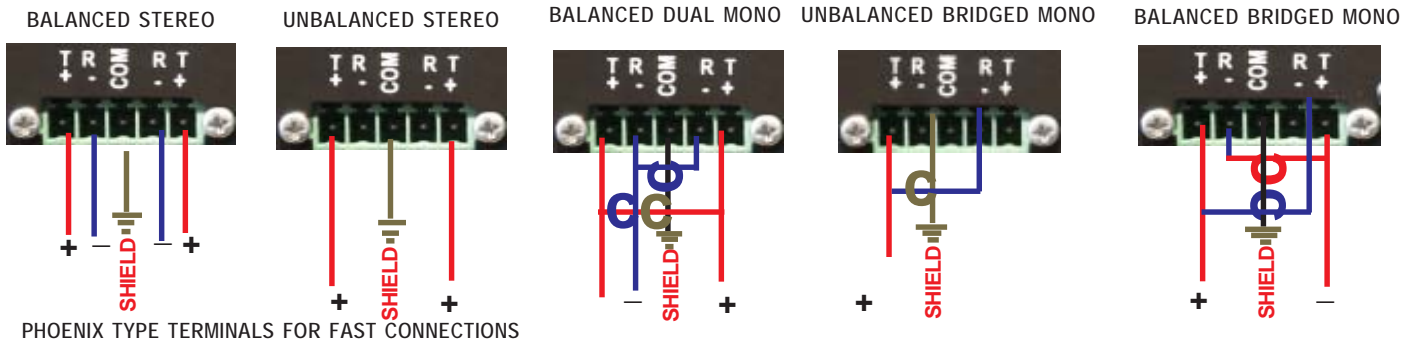 BALANCED STEREO
T R COM R T
+ - - +
+ — — +
SHIELD
UNBALANCED STEREO
T R COM R T
+ - - +
+ +
SHIELD
BALANCED DUAL MONO
T R COM R T
+ - - +
C C C
— +
SHIELD
UNBALANCED BRIDGED MONO
T R COM R T
+ - - +
C
+
SHIELD
BALANCED BRIDGED MONO
T R COM R T
+ - - +
C
C
+ —
SHIELD
PHOENIX TYPE TERMINALS FOR FAST CONNECTIONS